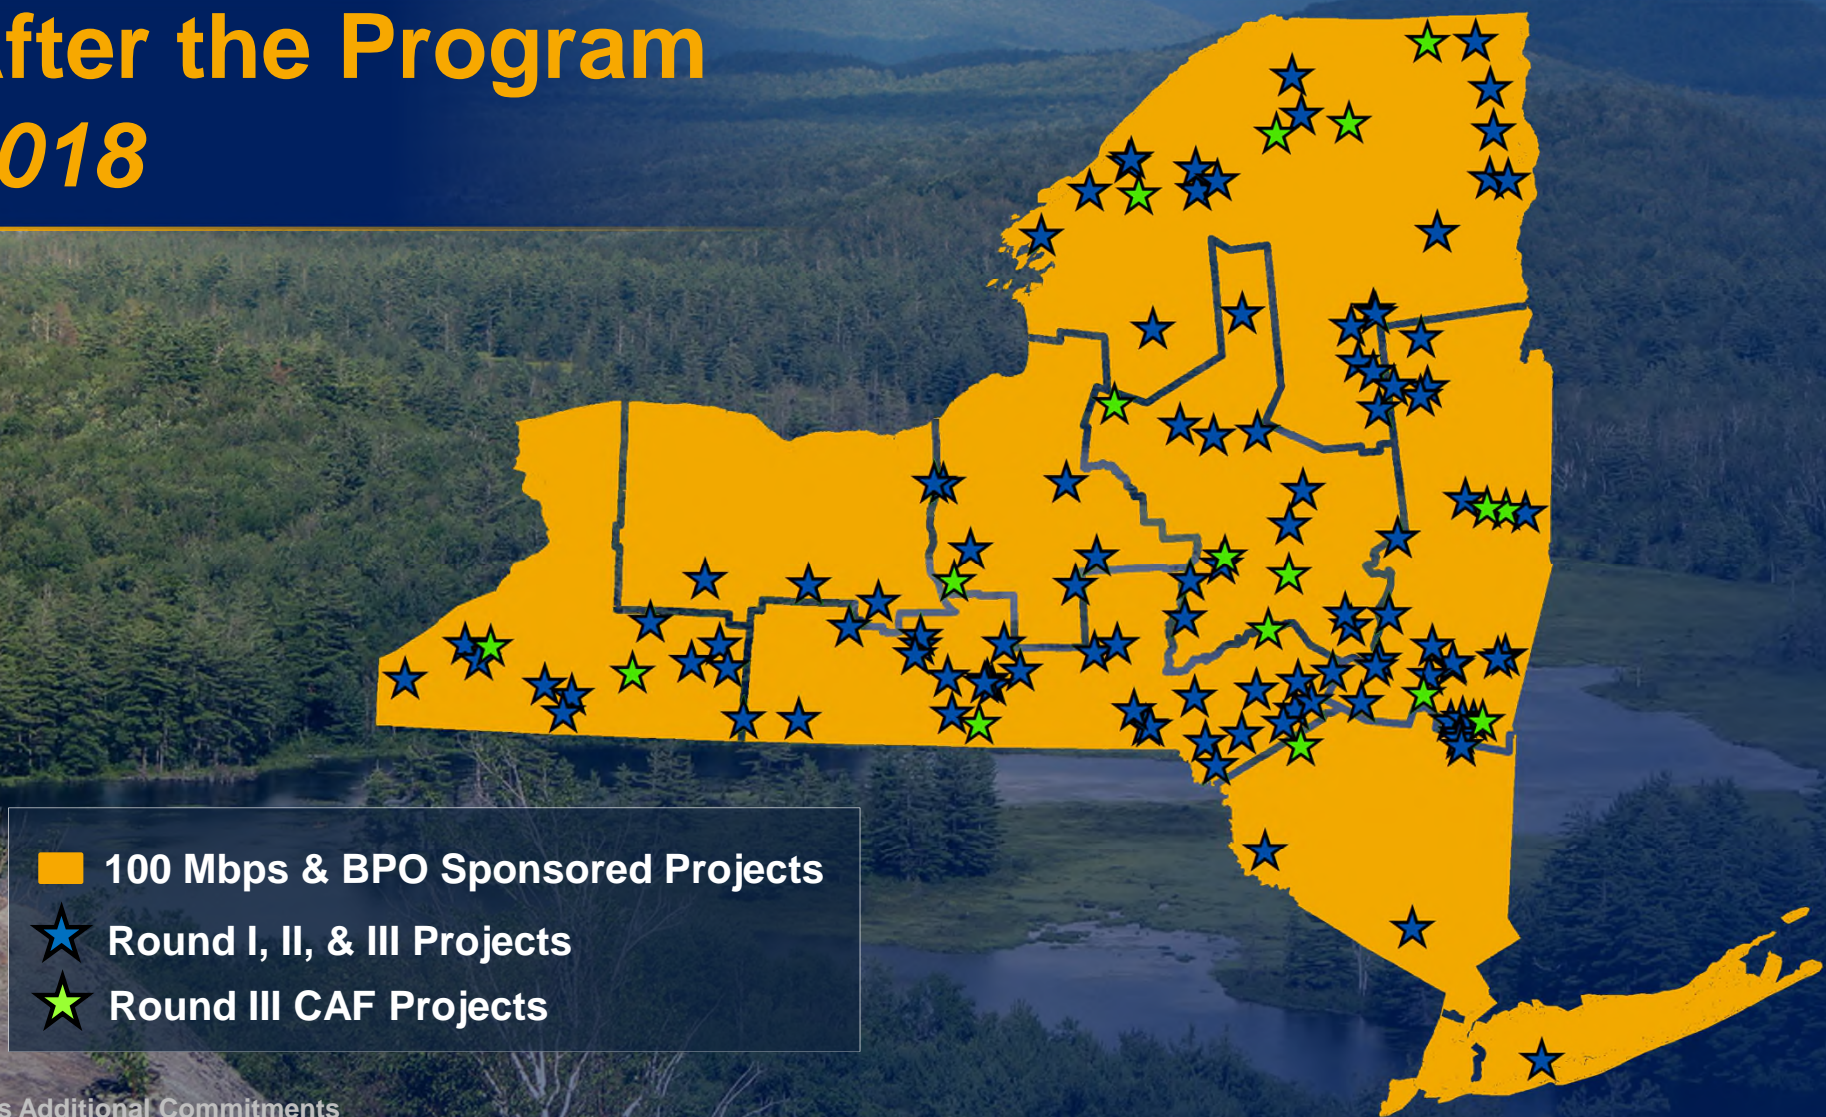 fter the Program
018
100 Mbps & BPO Sponsored Projects
Round I, II, & III Projects
Round III CAF Projects
s Additional Commitments